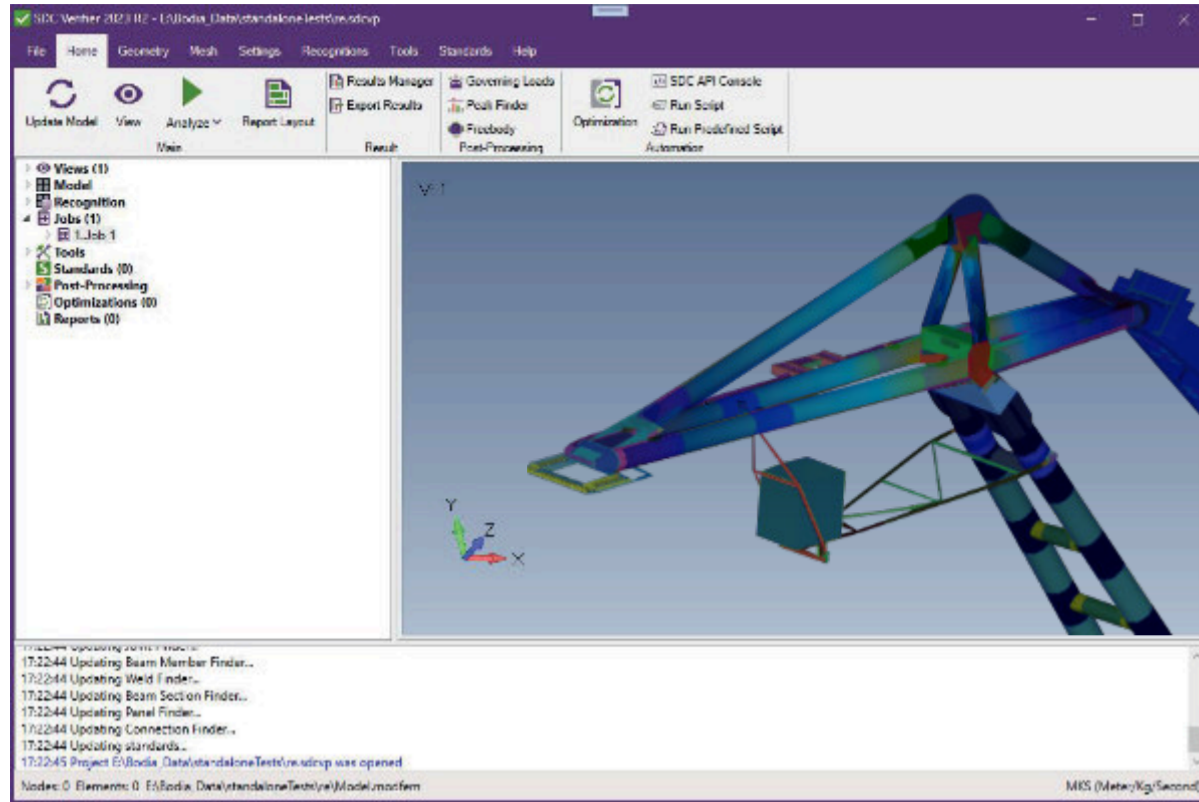 SDC Verifier 2023 R2 - E:\Bodia_Data\standaloneTests\re.sdcvp
File Home Geometry Mesh Settings Recognitions Tools Standards Help
Update Model View Analyze Report Layout
Main
Results Manager
Export Results
Result
Governing Loads
Peak Finder
Freebody
Post-Processing
Optimization
SDC API Console
Run Script
Run Predefined Script
Automation
Views (1)
Model
Recognition
Jobs (1)
1..Job 1
Tools
Standards (0)
Post-Processing
Optimizations (0)
Reports (0)
V: 1
Y
Z
X
17:22:44 Updating Joint Finder...
17:22:44 Updating Beam Member Finder...
17:22:44 Updating Weld Finder...
17:22:44 Updating Beam Section Finder...
17:22:44 Updating Panel Finder...
17:22:44 Updating Connection Finder...
17:22:44 Updating standards...
17:22:45 Project E:\Bodia_Data\standaloneTests\re.sdcvp was opened
Nodes: 0 Elements: 0 E:\Bodia_Data\standaloneTests\re\Model.modfem MKS (Meter/Kg/Second)